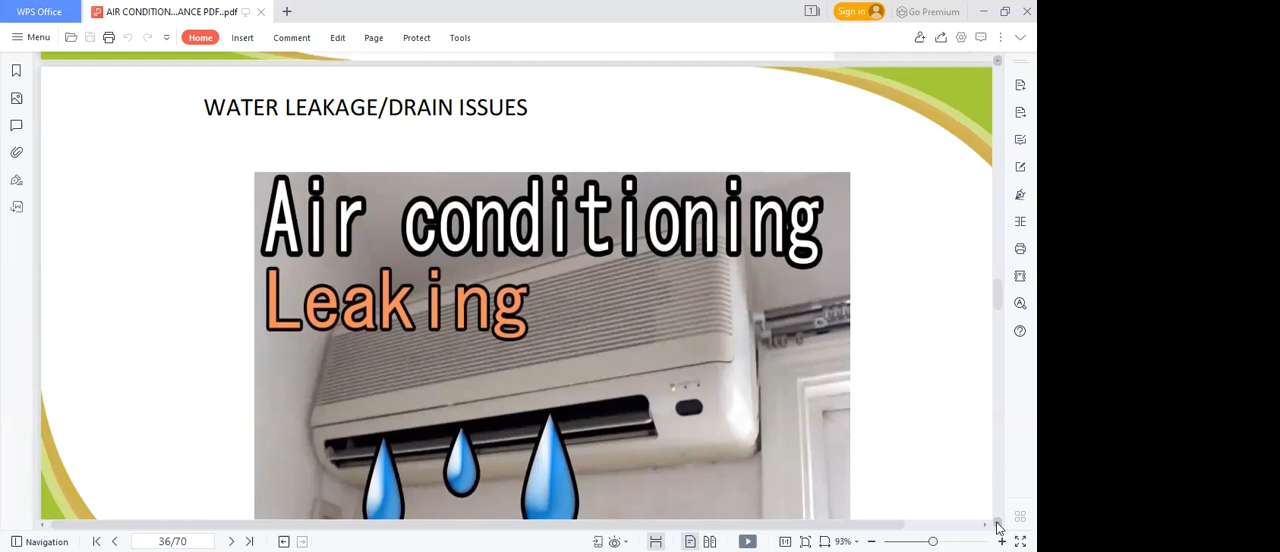 WPS Office
AIR CONDITION...ANCE PDF..pdf
1
Sign in
Go Premium
Menu
Home
Insert
Comment
Edit
Page
Protect
Tools
WATER LEAKAGE/DRAIN ISSUES
Air conditioning
Leaking
Navigation
36/70
93%